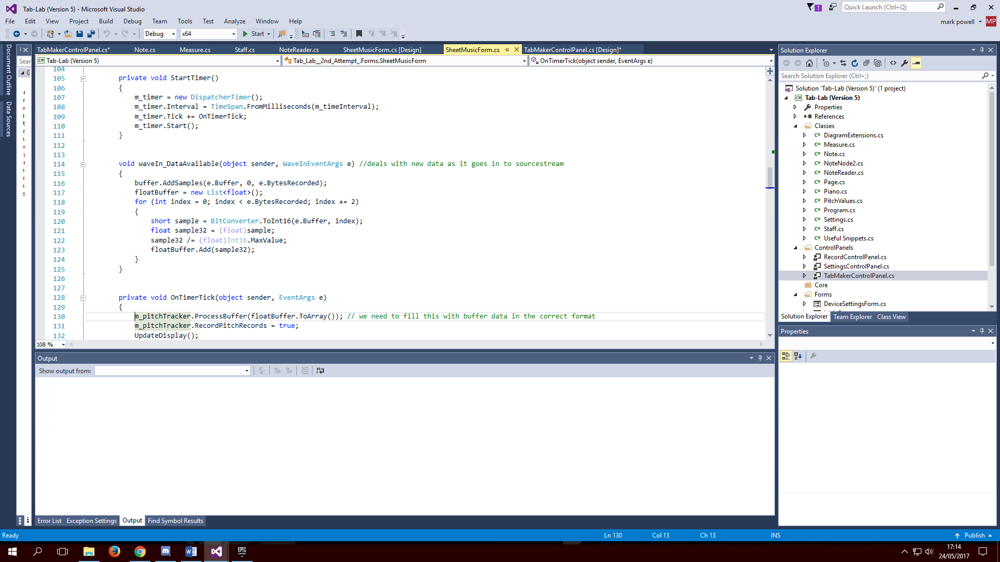 Tab-Lab (Version 5) - Microsoft Visual Studio
1
Quick Launch (Ctrl+Q)
File Edit View Project Build Debug Team Tools Test Analyze Window Help
mark powell MP
Debug x64 Start
Document Outline
Data Sources
Sear
TabMakerControlPanel.cs* Note.cs Measure.cs Staff.cs NoteReader.cs SheetMusicForm.cs [Design] SheetMusicForm.cs TabMakerControlPanel.cs [Design]*
Tab-Lab (Version 5) Tab_Lab__2nd_Attempt_.Forms.SheetMusicForm OnTimerTick(object sender, EventArgs e)
104
105 private void StartTimer()
106 {
107 m_timer = new DispatcherTimer();
108 m_timer.Interval = TimeSpan.FromMilliseconds(m_timeInterval);
109 m_timer.Tick += OnTimerTick;
110 m_timer.Start();
111 }
112
113
114 void waveIn_DataAvailable(object sender, WaveInEventArgs e) //deals with new data as it goes in to sourcestream
115 {
116 buffer.AddSamples(e.Buffer, 0, e.BytesRecorded);
117 floatBuffer = new List<float>();
118 for (int index = 0; index < e.BytesRecorded; index += 2)
119 {
120 short sample = BitConverter.ToInt16(e.Buffer, index);
121 float sample32 = (float)sample;
122 sample32 /= (float)Int16.MaxValue;
123 floatBuffer.Add(sample32);
124 }
125 }
126
127
128 private void OnTimerTick(object sender, EventArgs e)
129 {
130 m_pitchTracker.ProcessBuffer(floatBuffer.ToArray()); // we need to fill this with buffer data in the correct format
131 m_pitchTracker.RecordPitchRecords = true;
132 UpdateDisplay();
108 %
Output
Show output from:
Error List Exception Settings Output Find Symbol Results
Solution Explorer
Search Solution Explorer (Ctrl+;)
Solution 'Tab-Lab (Version 5)' (1 project)
Tab-Lab (Version 5)
Properties
References
Classes
DiagramExtensions.cs
Measure.cs
Note.cs
NoteNode2.cs
NoteReader.cs
Page.cs
Piano.cs
PitchValues.cs
Program.cs
Settings.cs
Staff.cs
Useful Snippets.cs
ControlPanels
RecordControlPanel.cs
SettingsControlPanel.cs
TabMakerControlPanel.cs
Core
Forms
DeviceSettingsForm.cs
Solution Explorer Team Explorer Class View
Properties
Ready Ln 130 Col 13 Ch 13 INS Publish
EPIC GAMES
17:14
24/05/2017